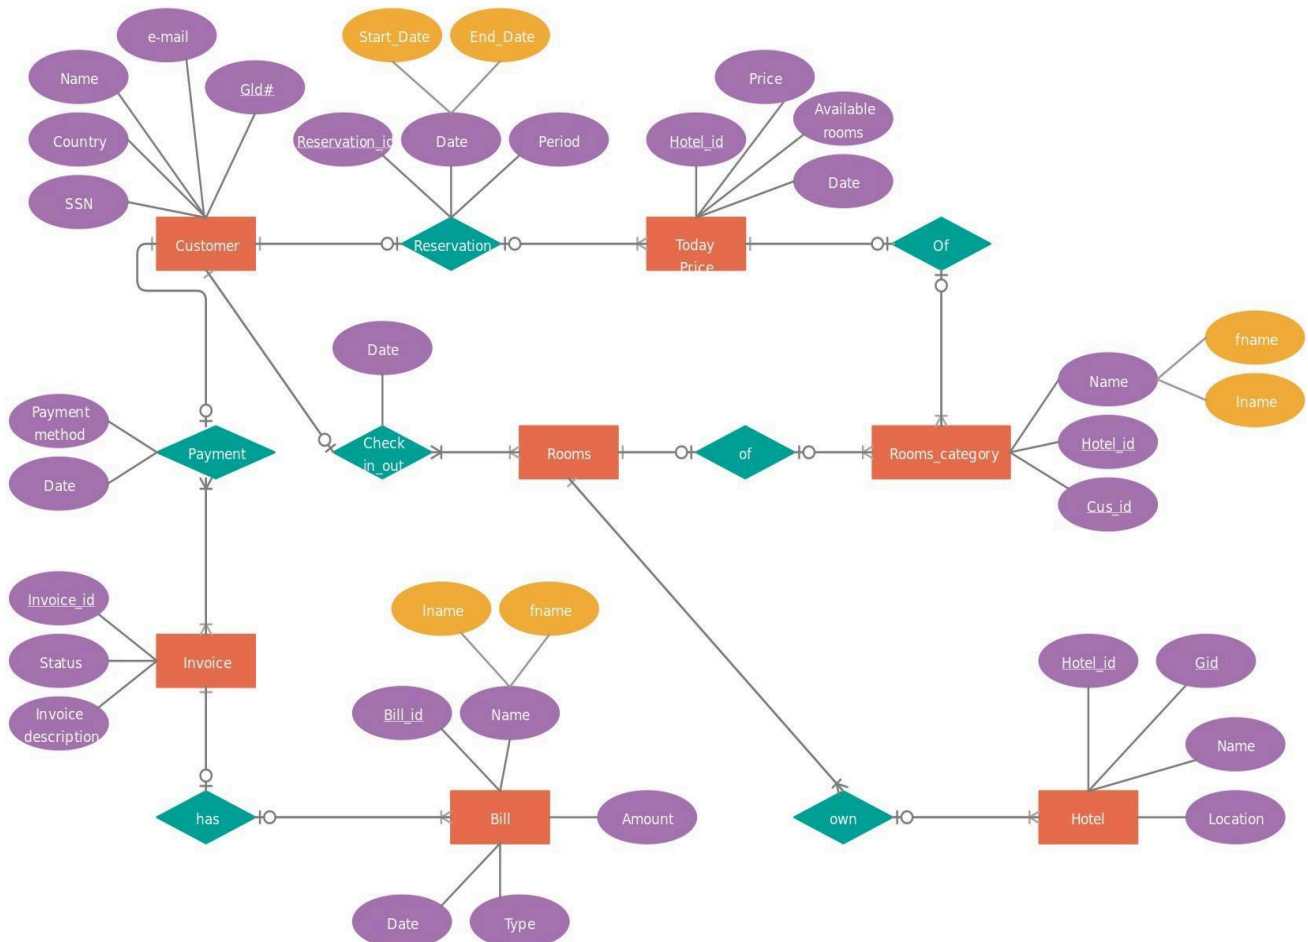 e-mail
Start_Date
End_Date
Name
Gld#
Price
Available
rooms
Country
Reservation_id
Date
Period
Hotel_id
Date
SSN
Customer
Reservation
Today
Price
Of
Date
fname
Name
lname
Payment
method
Check
in_out
Payment
Rooms
of
Rooms_category
Hotel_id
Date
Cus_id
Invoice_id
lname
fname
Status
Invoice
Hotel_id
Gid
Invoice
description
Bill_id
Name
Name
has
Bill
Amount
own
Hotel
Location
Date
Type